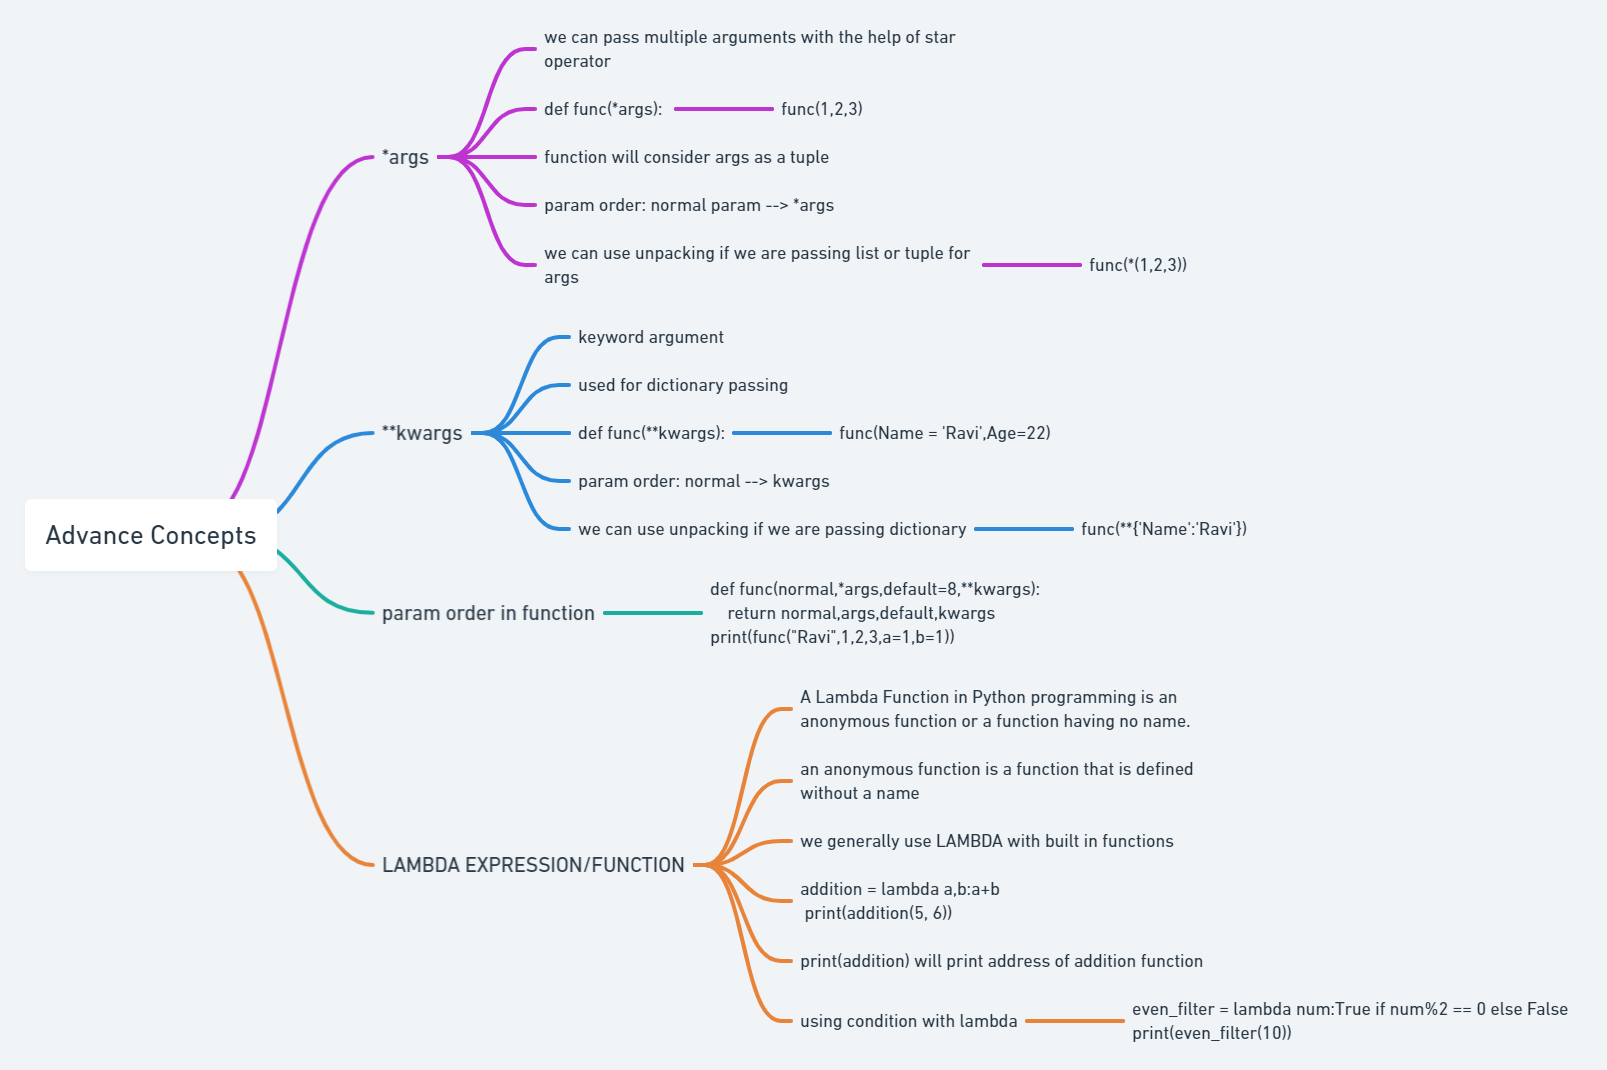 we can pass multiple arguments with the help of star
operator
def func(*args):
func(1,2,3)
*args
function will consider args as a tuple
param order: normal param --> *args
we can use unpacking if we are passing list or tuple for
args
func(*(1,2,3))
keyword argument
used for dictionary passing
**kwargs
def func(**kwargs):
func(Name = 'Ravi',Age=22)
param order: normal --> kwargs
we can use unpacking if we are passing dictionary
func(**{'Name':'Ravi'})
Advance Concepts
param order in function
def func(normal,*args,default=8,**kwargs):
    return normal,args,default,kwargs
print(func("Ravi",1,2,3,a=1,b=1))
A Lambda Function in Python programming is an
anonymous function or a function having no name.
an anonymous function is a function that is defined
without a name
we generally use LAMBDA with built in functions
LAMBDA EXPRESSION/FUNCTION
addition = lambda a,b:a+b
 print(addition(5, 6))
print(addition) will print address of addition function
using condition with lambda
even_filter = lambda num:True if num%2 == 0 else False
print(even_filter(10))